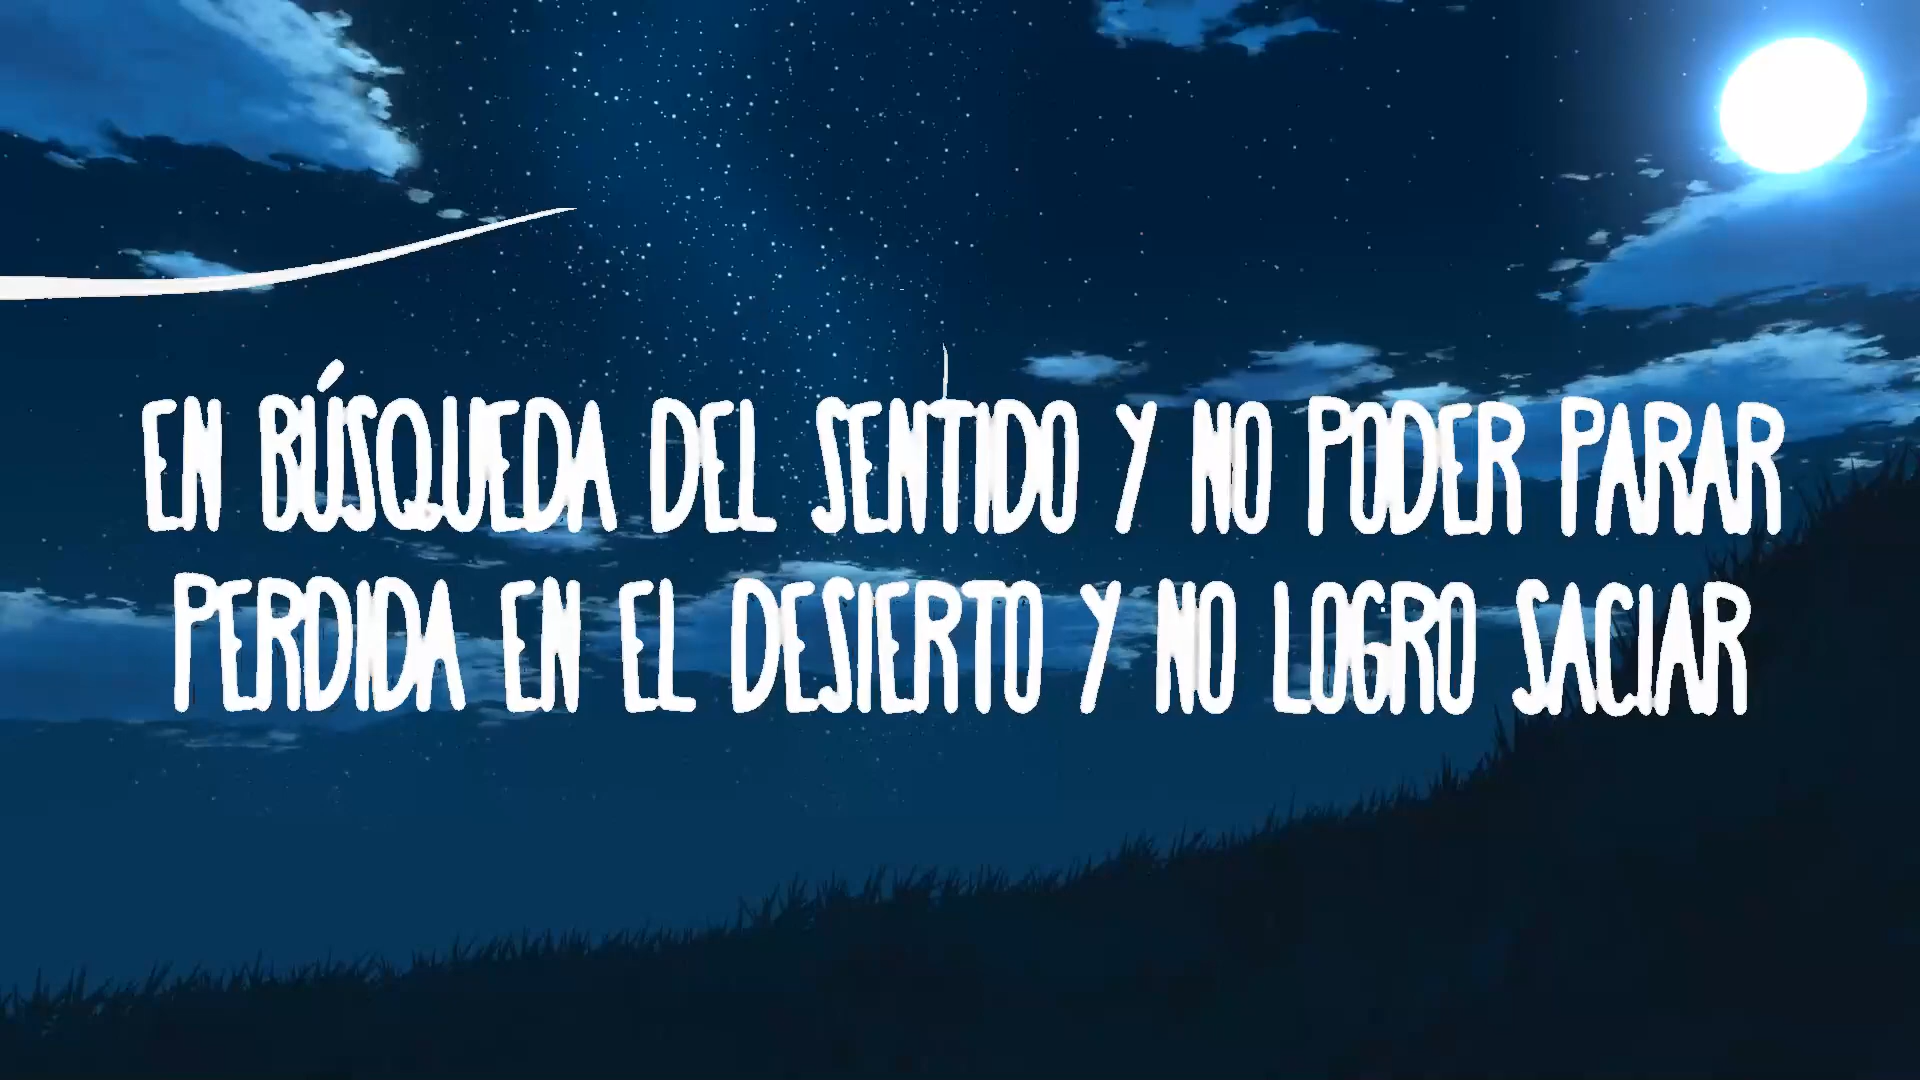 EN BÚSQUEDA DEL SENTIDO Y NO PODER PARAR
PERDIDA EN EL DESIERTO Y NO LOGRO SACIAR